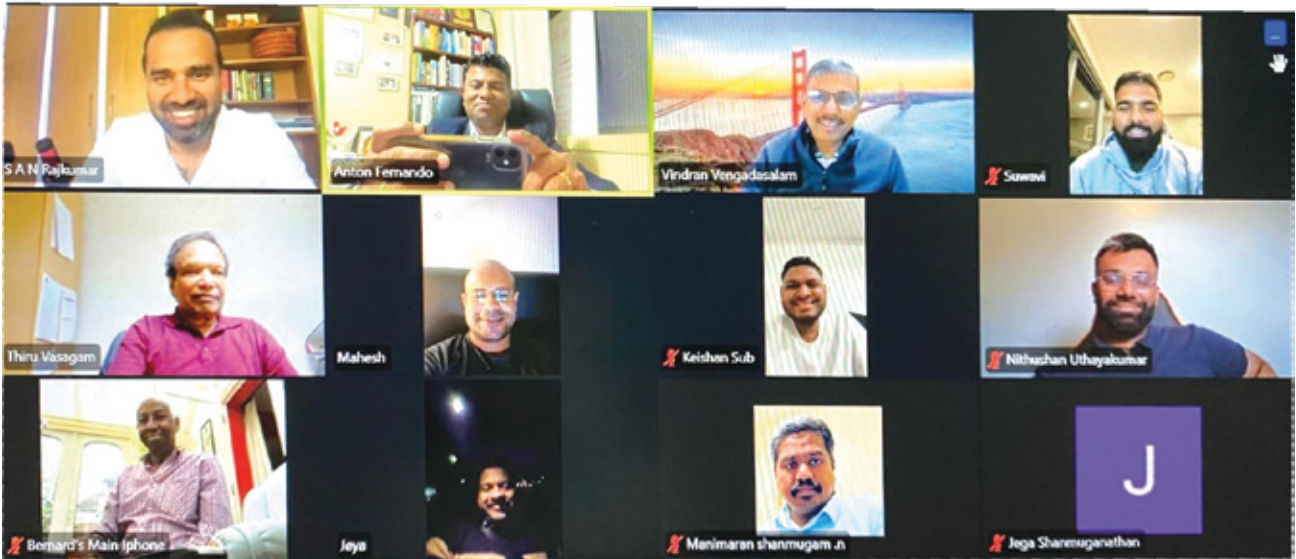 S A N Rajkumar
Anton Fernando
Vindran Vengadasalam
Suwavi
Thiru Vasagam
Mahesh
Keishan Sub
Nithushan Uthayakumar
Bernard's Main Iphone
Jeya
Manimaran shanmugam .n
J
Jega Shanmuganathan